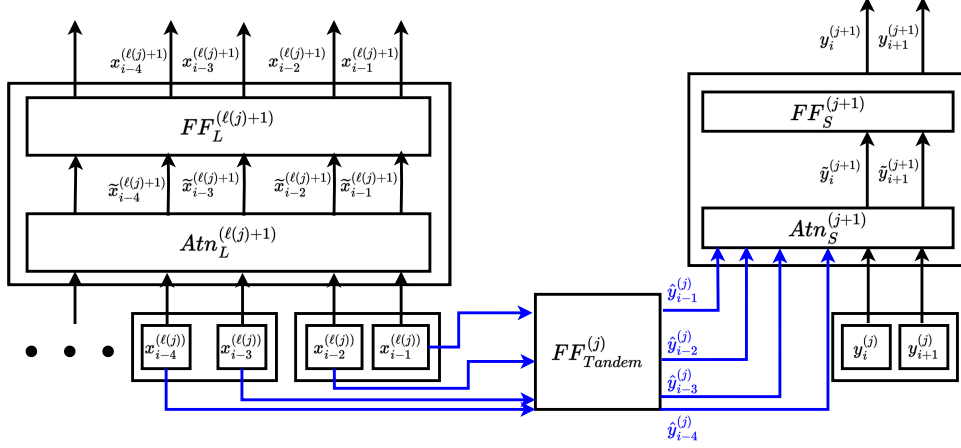 x_{i-4}^{(ℓ(j)+1)} x_{i-3}^{(ℓ(j)+1)} x_{i-2}^{(ℓ(j)+1)} x_{i-1}^{(ℓ(j)+1)}
FF_L^{(ℓ(j)+1)}
x̃_{i-4}^{(ℓ(j)+1)} x̃_{i-3}^{(ℓ(j)+1)} x̃_{i-2}^{(ℓ(j)+1)} x̃_{i-1}^{(ℓ(j)+1)}
Atn_L^{(ℓ(j)+1)}
• • • x_{i-4}^{(ℓ(j))} x_{i-3}^{(ℓ(j))} x_{i-2}^{(ℓ(j))} x_{i-1}^{(ℓ(j))}
FF_{Tandem}^{(j)}
ŷ_{i-1}^{(j)}
ŷ_{i-2}^{(j)}
ŷ_{i-3}^{(j)}
ŷ_{i-4}^{(j)}
y_i^{(j+1)} y_{i+1}^{(j+1)}
FF_S^{(j+1)}
ỹ_i^{(j+1)} ỹ_{i+1}^{(j+1)}
Atn_S^{(j+1)}
y_i^{(j)} y_{i+1}^{(j)}